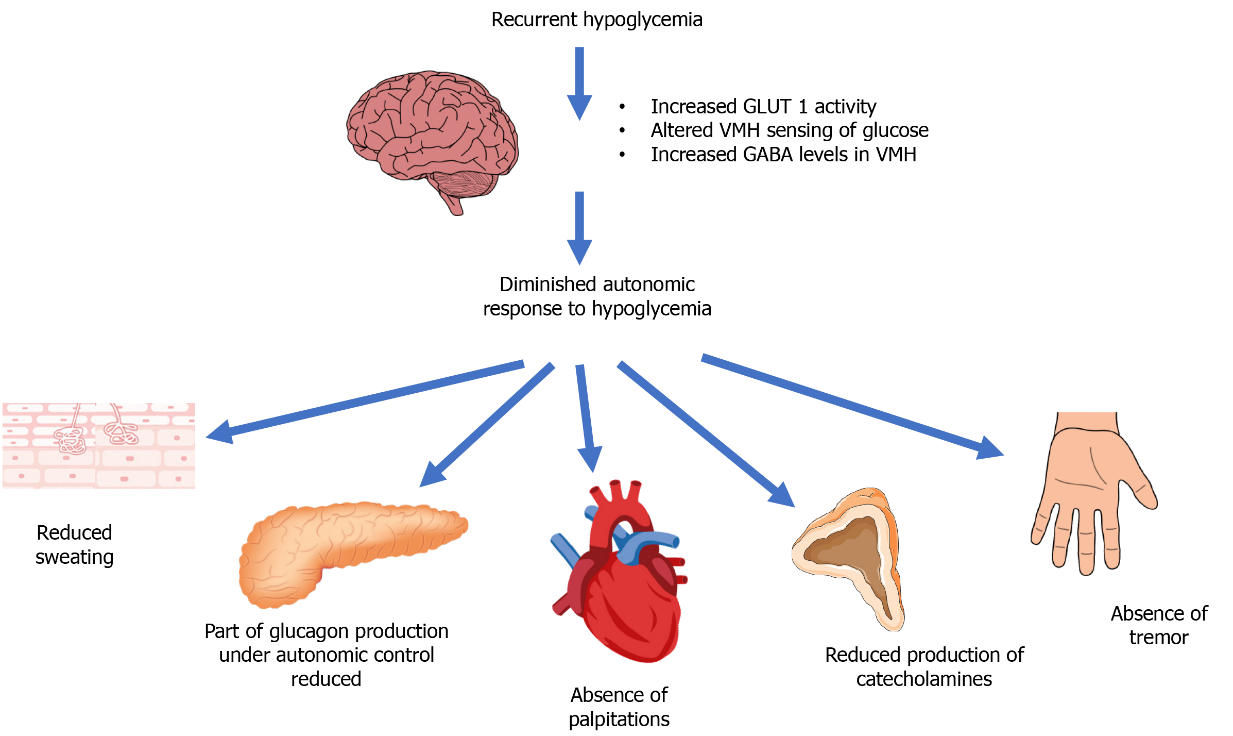 Recurrent hypoglycemia
• Increased GLUT 1 activity
• Altered VMH sensing of glucose
• Increased GABA levels in VMH
Diminished autonomic
response to hypoglycemia
Reduced
sweating
Part of glucagon production
under autonomic control
reduced
Absence of
palpitations
Reduced production of
catecholamines
Absence of
tremor